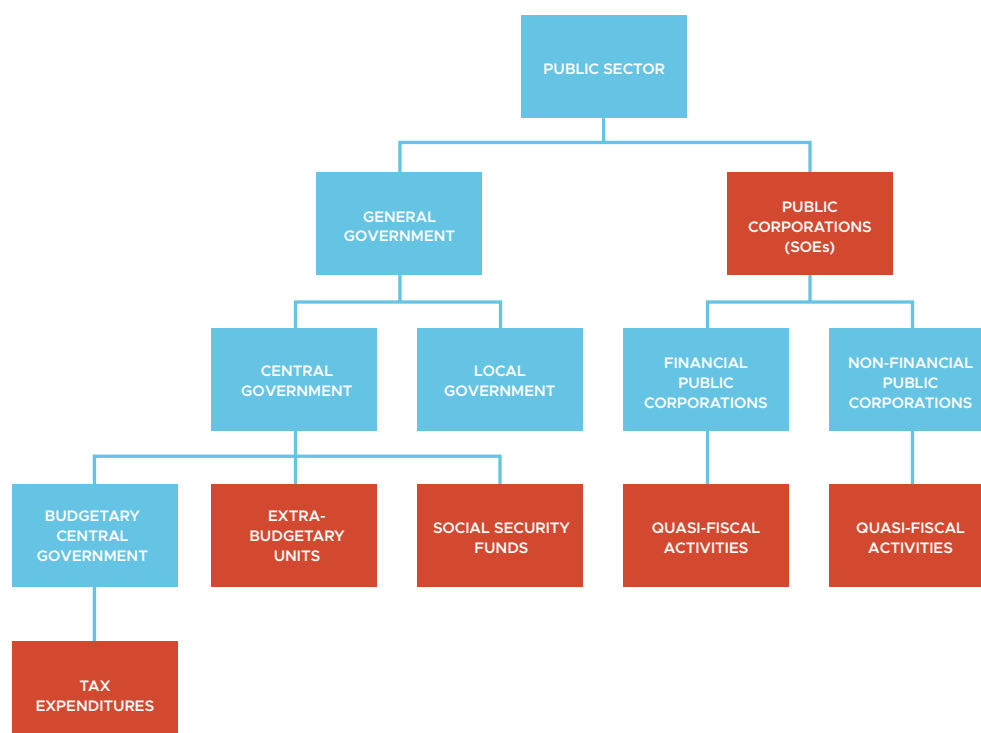 PUBLIC SECTOR
GENERAL
GOVERNMENT
PUBLIC
CORPORATIONS
(SOEs)
CENTRAL
GOVERNMENT
LOCAL
GOVERNMENT
FINANCIAL
PUBLIC
CORPORATIONS
NON-FINANCIAL
PUBLIC
CORPORATIONS
BUDGETARY
CENTRAL
GOVERNMENT
EXTRA-
BUDGETARY
UNITS
SOCIAL SECURITY
FUNDS
QUASI-FISCAL
ACTIVITIES
QUASI-FISCAL
ACTIVITIES
TAX
EXPENDITURES